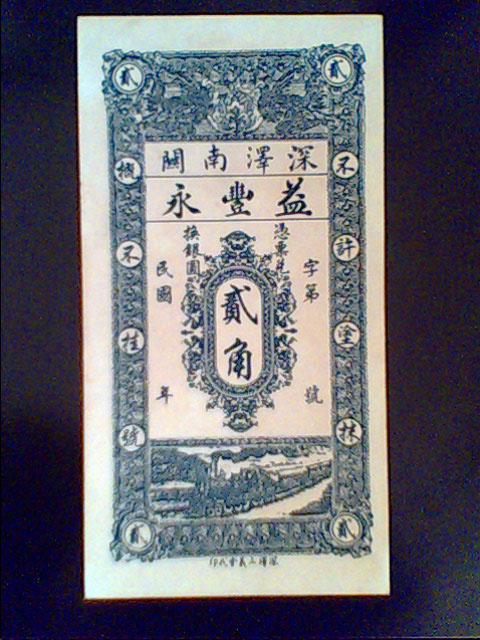 深澤南關
益豐永
字第 號
憑票兌
換銀圓
貳角
民國 年
不許塗抹
概不掛號
貳
貳
貳
貳